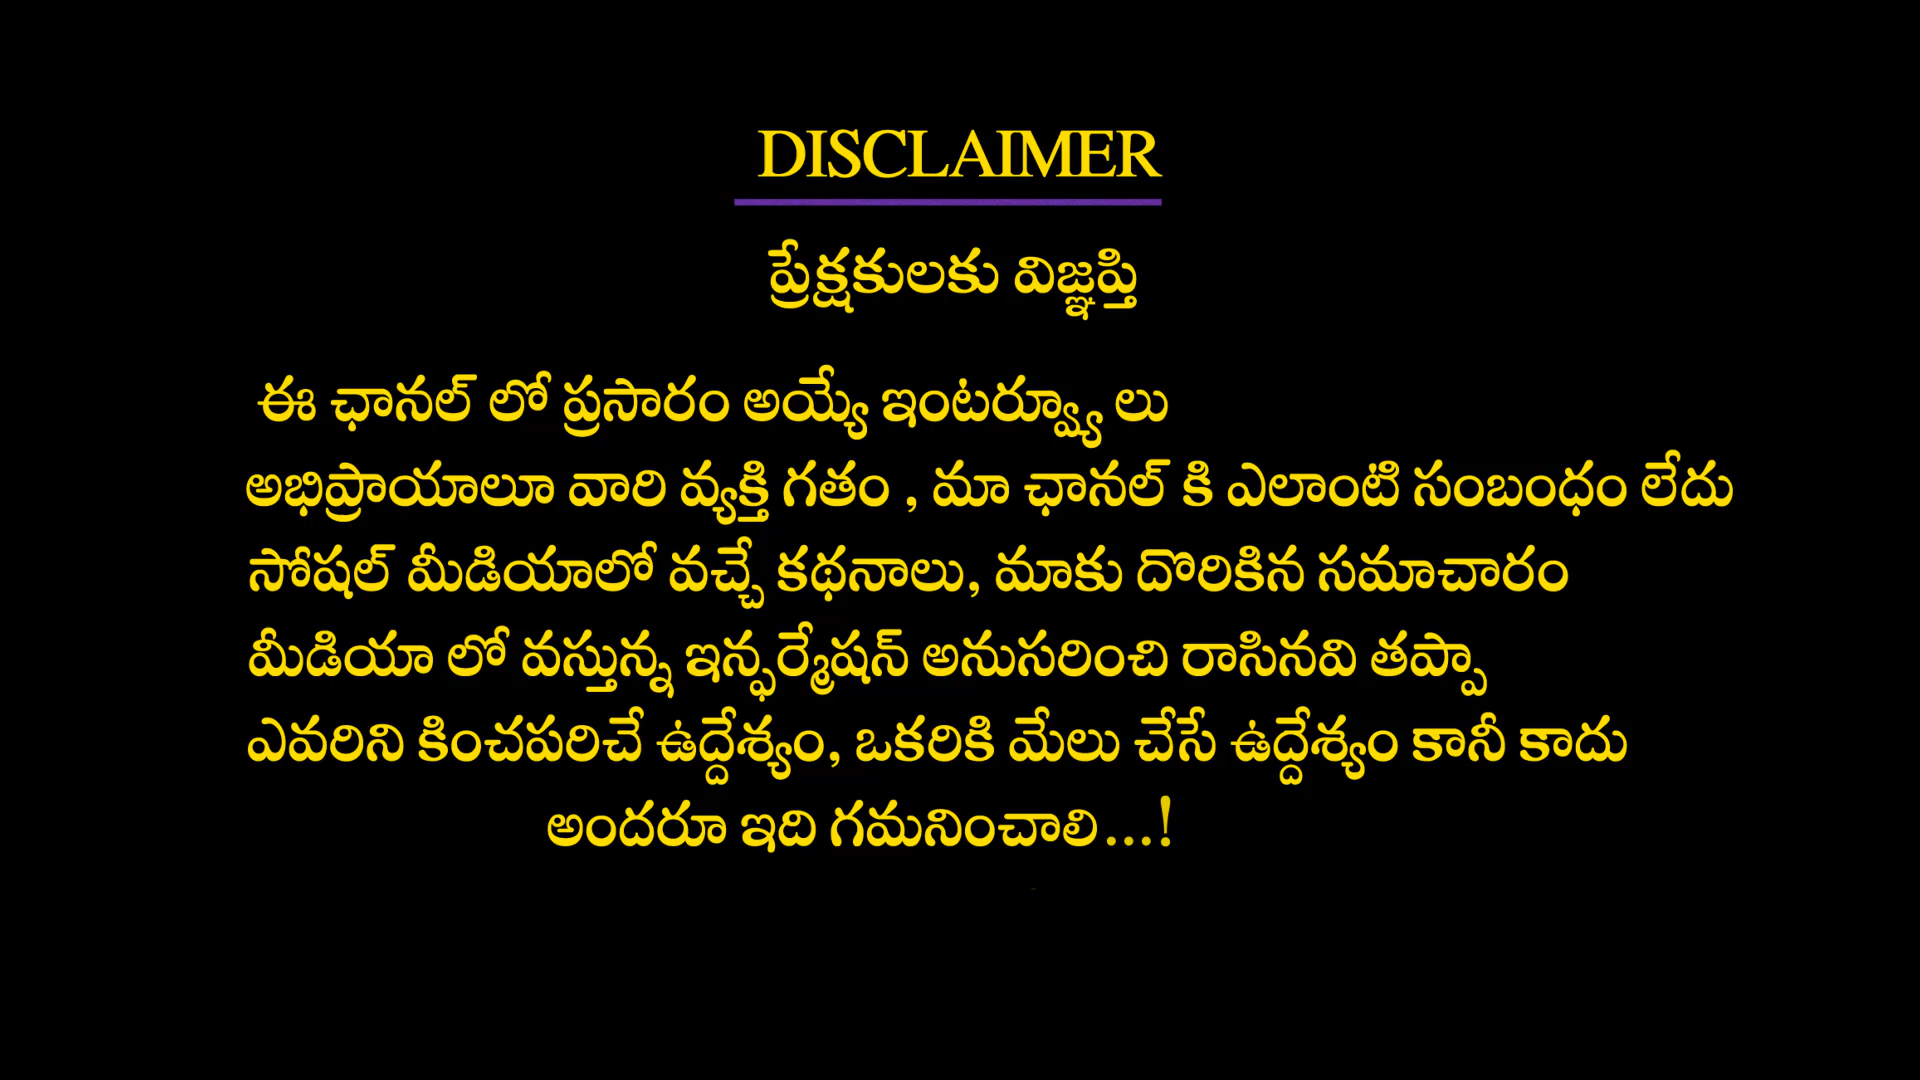 DISCLAIMER
ప్రేక్షకులకు విజ్ఞప్తి
ఈ ఛానల్ లో ప్రసారం అయ్యే ఇంటర్వ్యూ లు
అభిప్రాయాలూ వారి వ్యక్తి గతం , మా ఛానల్ కి ఎలాంటి సంబంధం లేదు
సోషల్ మీడియాలో వచ్చే కథనాలు, మాకు దొరికిన సమాచారం
మీడియా లో వస్తున్న ఇన్ఫర్మేషన్ అనుసరించి రాసినవి తప్పా
ఎవరిని కించపరిచే ఉద్దేశ్యం, ఒకరికి మేలు చేసే ఉద్దేశ్యం కానీ కాదు
అందరూ ఇది గమనించాలి...!